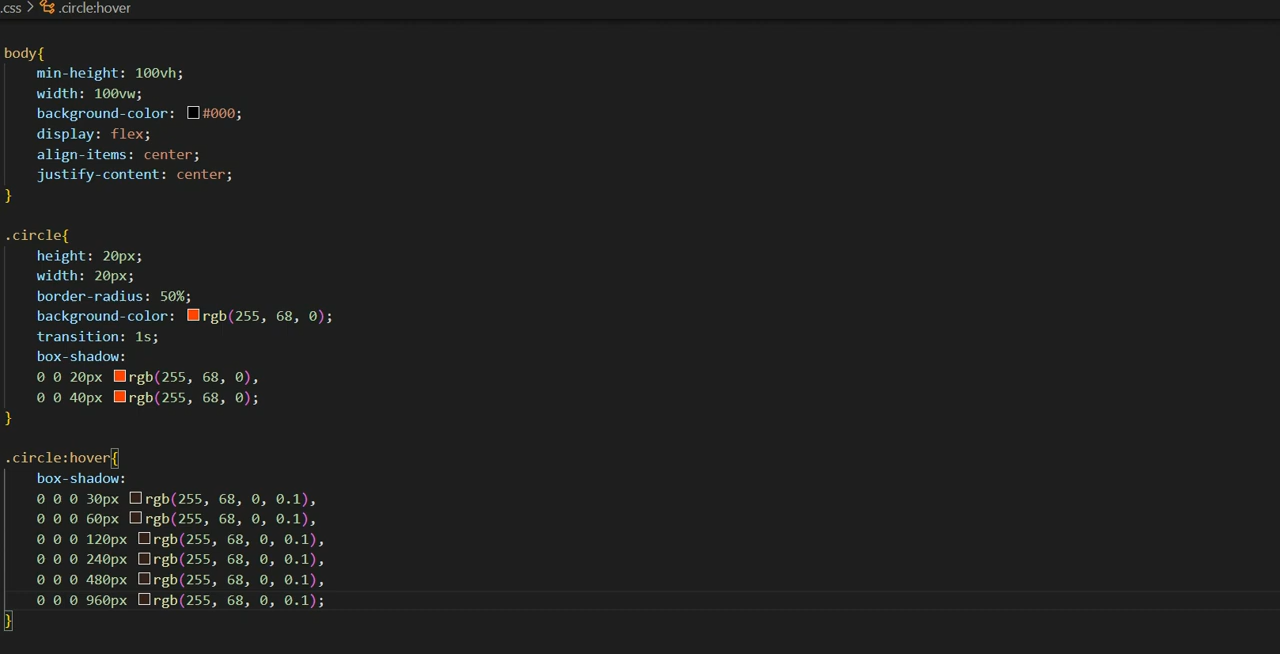 .css > .circle:hover
body{
    min-height: 100vh;
    width: 100vw;
    background-color: #000;
    display: flex;
    align-items: center;
    justify-content: center;
}
.circle{
    height: 20px;
    width: 20px;
    border-radius: 50%;
    background-color: rgb(255, 68, 0);
    transition: 1s;
    box-shadow:
    0 0 20px rgb(255, 68, 0),
    0 0 40px rgb(255, 68, 0);
}
.circle:hover{
    box-shadow:
    0 0 0 30px rgb(255, 68, 0, 0.1),
    0 0 0 60px rgb(255, 68, 0, 0.1),
    0 0 0 120px rgb(255, 68, 0, 0.1),
    0 0 0 240px rgb(255, 68, 0, 0.1),
    0 0 0 480px rgb(255, 68, 0, 0.1),
    0 0 0 960px rgb(255, 68, 0, 0.1);
}